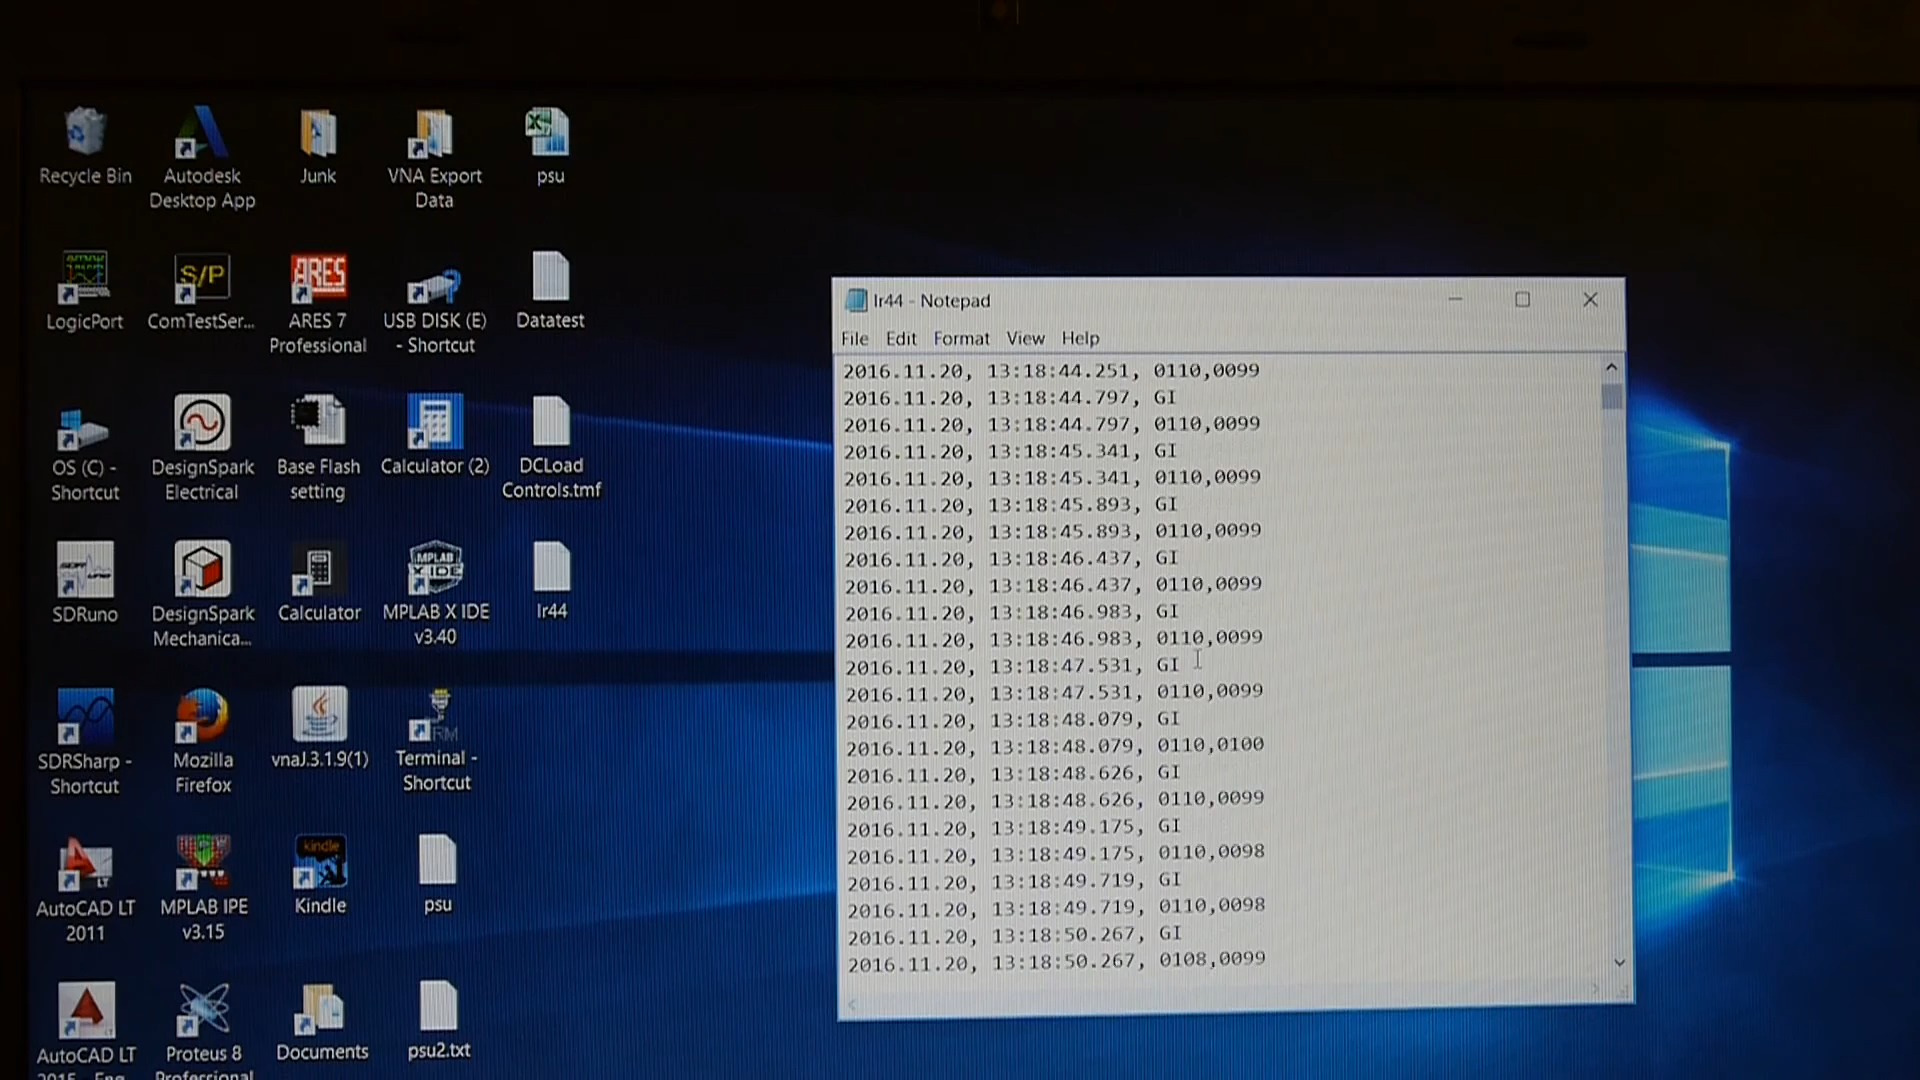 Recycle Bin
Autodesk
Desktop App
Junk
VNA Export
Data
psu
LogicPort
S/P
ComTestSer...
ARES
ARES 7
Professional
USB DISK (E)
- Shortcut
Datatest
OS (C) -
Shortcut
DesignSpark
Electrical
Base Flash
setting
Calculator (2)
DCLoad
Controls.tmf
SDRuno
DesignSpark
Mechanica...
Calculator
MPLAB
X IDE
MPLAB X IDE
v3.40
lr44
SDRSharp -
Shortcut
Mozilla
Firefox
vnaJ.3.1.9(1)
Terminal -
Shortcut
AutoCAD LT
2011
MPLAB IPE
v3.15
kindle
Kindle
psu
AutoCAD LT
2015 - Eng...
Proteus 8
Professional
Documents
psu2.txt
lr44 - Notepad
File Edit Format View Help
2016.11.20, 13:18:44.251, 0110,0099
2016.11.20, 13:18:44.797, GI
2016.11.20, 13:18:44.797, 0110,0099
2016.11.20, 13:18:45.341, GI
2016.11.20, 13:18:45.341, 0110,0099
2016.11.20, 13:18:45.893, GI
2016.11.20, 13:18:45.893, 0110,0099
2016.11.20, 13:18:46.437, GI
2016.11.20, 13:18:46.437, 0110,0099
2016.11.20, 13:18:46.983, GI
2016.11.20, 13:18:46.983, 0110,0099
2016.11.20, 13:18:47.531, GI
2016.11.20, 13:18:47.531, 0110,0099
2016.11.20, 13:18:48.079, GI
2016.11.20, 13:18:48.079, 0110,0100
2016.11.20, 13:18:48.626, GI
2016.11.20, 13:18:48.626, 0110,0099
2016.11.20, 13:18:49.175, GI
2016.11.20, 13:18:49.175, 0110,0098
2016.11.20, 13:18:49.719, GI
2016.11.20, 13:18:49.719, 0110,0098
2016.11.20, 13:18:50.267, GI
2016.11.20, 13:18:50.267, 0108,0099